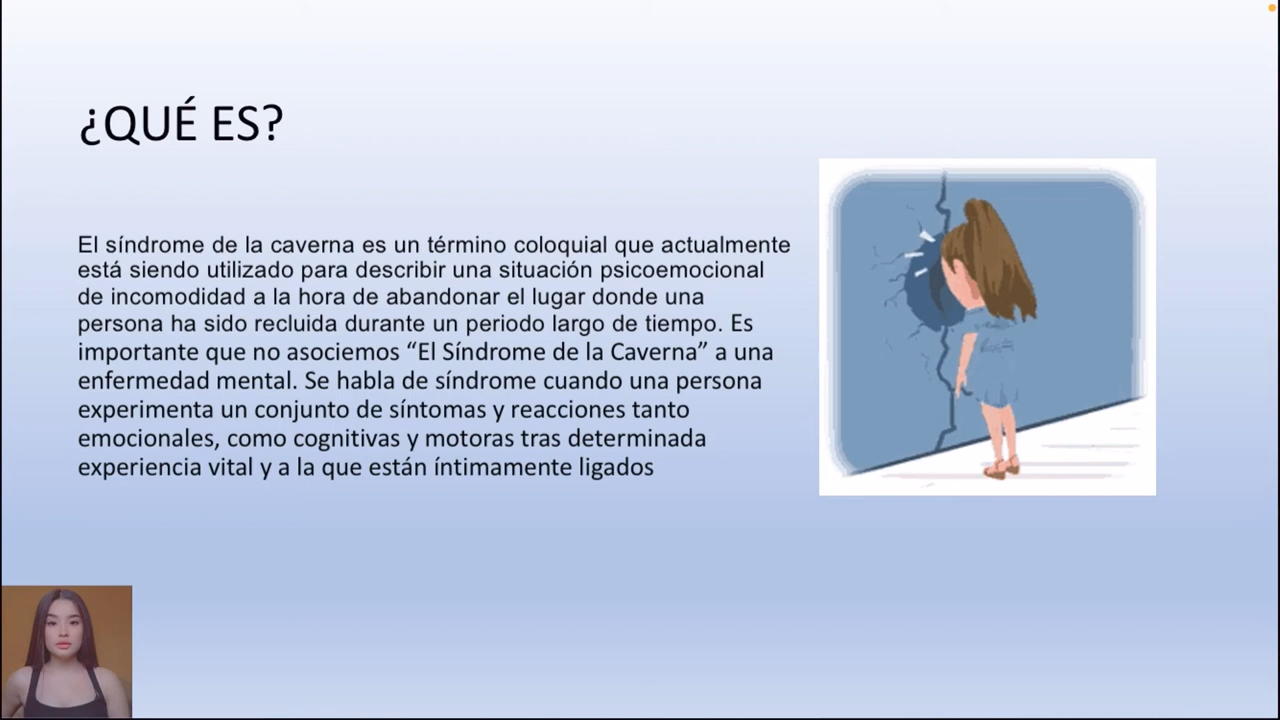 ¿QUÉ ES?
El síndrome de la caverna es un término coloquial que actualmente
está siendo utilizado para describir una situación psicoemocional
de incomodidad a la hora de abandonar el lugar donde una
persona ha sido recluida durante un periodo largo de tiempo. Es
importante que no asociemos “El Síndrome de la Caverna” a una
enfermedad mental. Se habla de síndrome cuando una persona
experimenta un conjunto de síntomas y reacciones tanto
emocionales, como cognitivas y motoras tras determinada
experiencia vital y a la que están íntimamente ligados